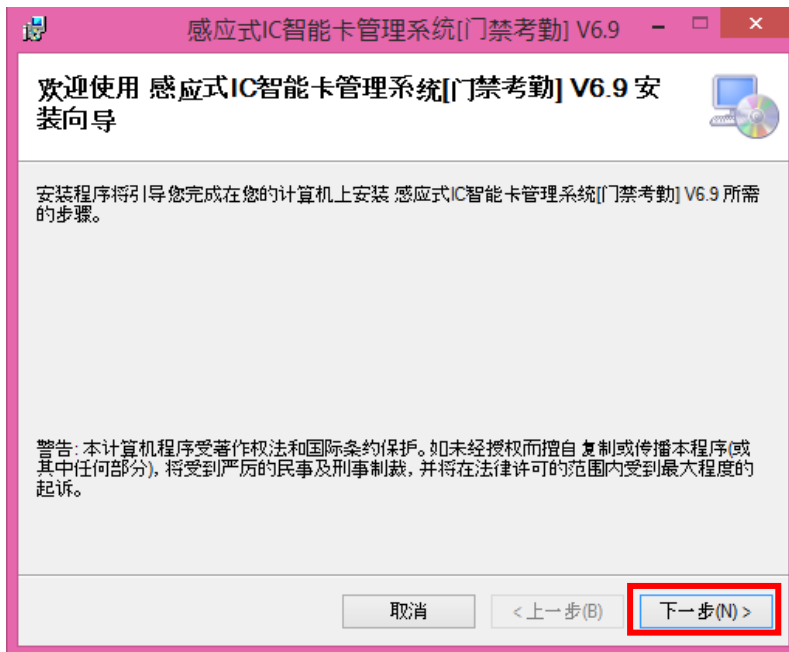 感应式IC智能卡管理系统[门禁考勤] V6.9
欢迎使用 感应式IC智能卡管理系统[门禁考勤] V6.9 安
装向导
安装程序将引导您完成在您的计算机上安装 感应式IC智能卡管理系统[门禁考勤] V6.9 所需
的步骤。
警告: 本计算机程序受著作权法和国际条约保护。如未经授权而擅自复制或传播本程序(或
其中任何部分), 将受到严厉的民事及刑事制裁, 并将在法律许可的范围内受到最大程度的
起诉。
取消
< 上一步(B)
下一步(N) >